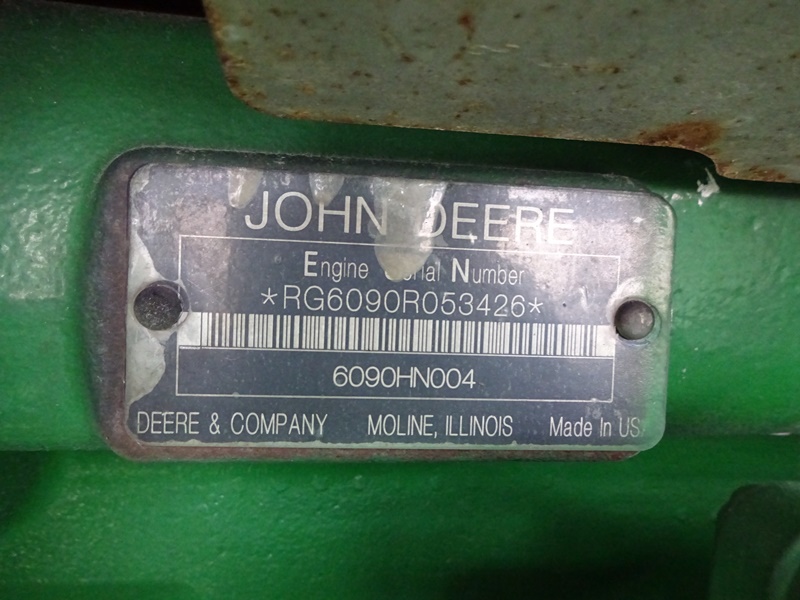 JOHN DEERE
Engine Serial Number
*RG6090R053426*
6090HN004
DEERE & COMPANY MOLINE, ILLINOIS Made In US